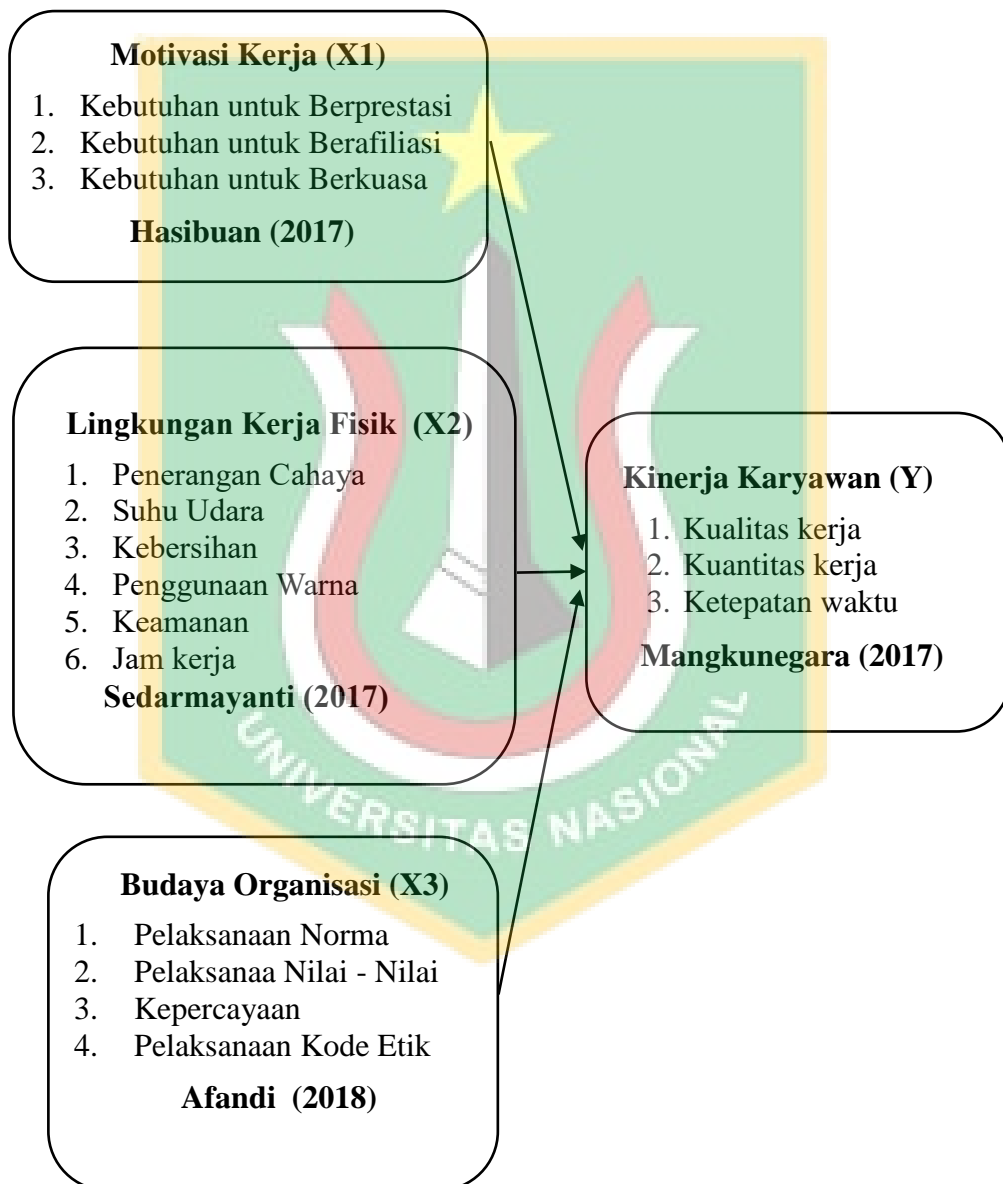 Motivasi Kerja (X1)
1. Kebutuhan untuk Berprestasi
2. Kebutuhan untuk Berafiliasi
3. Kebutuhan untuk Berkuasa
Hasibuan (2017)
Lingkungan Kerja Fisik (X2)
1. Penerangan Cahaya
2. Suhu Udara
3. Kebersihan
4. Penggunaan Warna
5. Keamanan
6. Jam kerja
Sedarmayanti (2017)
Kinerja Karyawan (Y)
1. Kualitas kerja
2. Kuantitas kerja
3. Ketepatan waktu
Mangkunegara (2017)
UNIVERSITAS NASIONAL
Budaya Organisasi (X3)
1. Pelaksanaan Norma
2. Pelaksanaa Nilai - Nilai
3. Kepercayaan
4. Pelaksanaan Kode Etik
Afandi (2018)